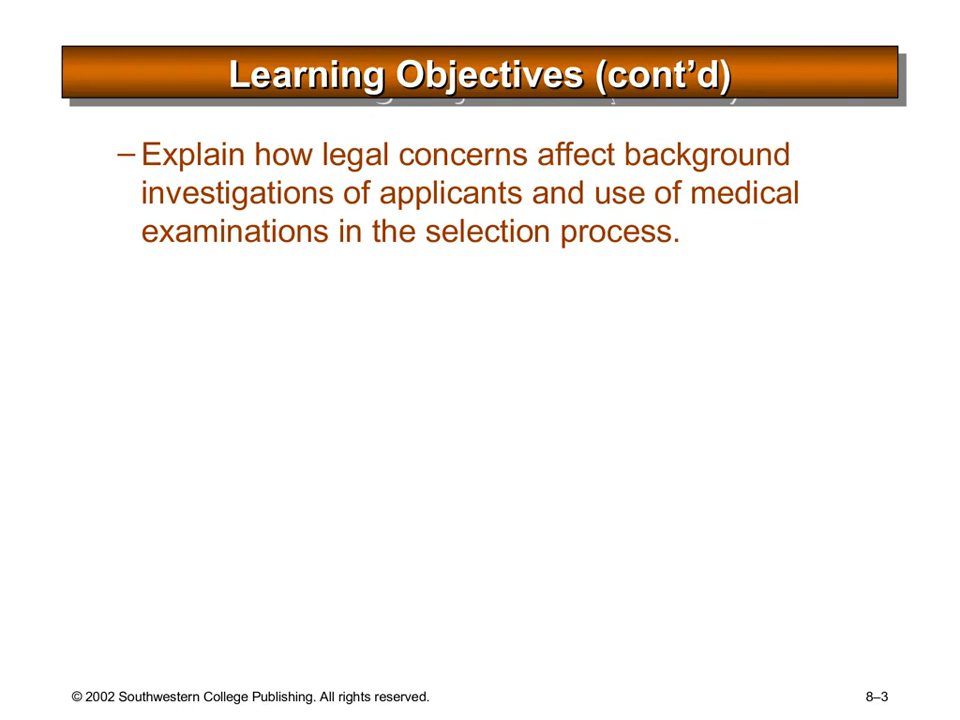 Learning Objectives (cont’d)
– Explain how legal concerns affect background
investigations of applicants and use of medical
examinations in the selection process.
© 2002 Southwestern College Publishing. All rights reserved.
8–3